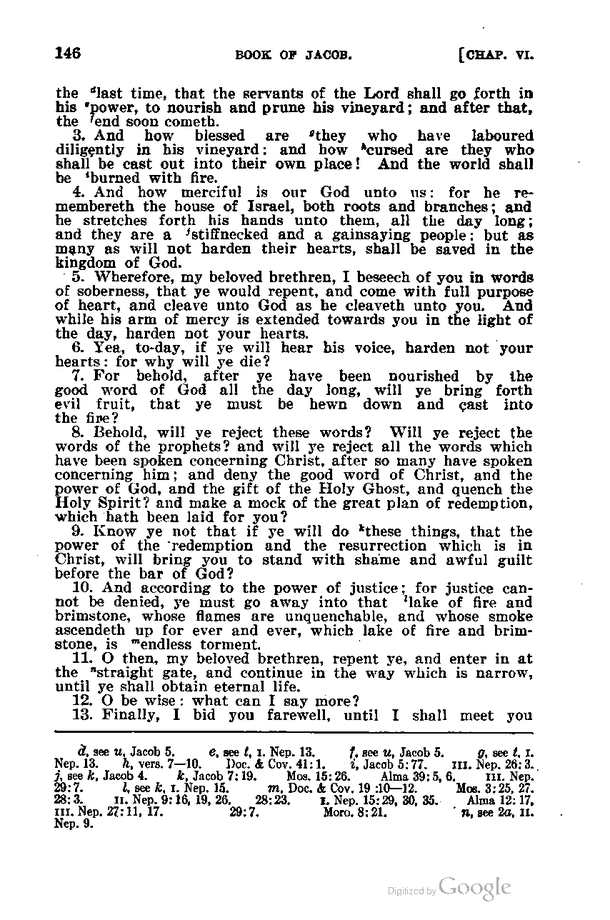 146 BOOK OF JACOB. [CHAP. VI.
the ᵈlast time, that the servants of the Lord shall go forth in
his ᵉpower, to nourish and prune his vineyard; and after that,
the ᶠend soon cometh.
3. And how blessed are ᵍthey who have laboured
diligently in his vineyard: and how ʰcursed are they who
shall be cast out into their own place! And the world shall
be ⁱburned with fire.
4. And how merciful is our God unto us: for he re-
membereth the house of Israel, both roots and branches; and
he stretches forth his hands unto them, all the day long;
and they are a ʲstiffnecked and a gainsaying people: but as
many as will not harden their hearts, shall be saved in the
kingdom of God.
5. Wherefore, my beloved brethren, I beseech of you in words
of soberness, that ye would repent, and come with full purpose
of heart, and cleave unto God as he cleaveth unto you. And
while his arm of mercy is extended towards you in the light of
the day, harden not your hearts.
6. Yea, to-day, if ye will hear his voice, harden not your
hearts: for why will ye die?
7. For behold, after ye have been nourished by the
good word of God all the day long, will ye bring forth
evil fruit, that ye must be hewn down and cast into
the fire?
8. Behold, will ye reject these words? Will ye reject the
words of the prophets? and will ye reject all the words which
have been spoken concerning Christ, after so many have spoken
concerning him; and deny the good word of Christ, and the
power of God, and the gift of the Holy Ghost, and quench the
Holy Spirit? and make a mock of the great plan of redemption,
which hath been laid for you?
9. Know ye not that if ye will do ᵏthese things, that the
power of the redemption and the resurrection which is in
Christ, will bring you to stand with shame and awful guilt
before the bar of God?
10. And according to the power of justice; for justice can-
not be denied, ye must go away into that ˡlake of fire and
brimstone, whose flames are unquenchable, and whose smoke
ascendeth up for ever and ever, which lake of fire and brim-
stone, is ᵐendless torment.
11. O then, my beloved brethren, repent ye, and enter in at
the ⁿstraight gate, and continue in the way which is narrow,
until ye shall obtain eternal life.
12. O be wise: what can I say more?
13. Finally, I bid you farewell, until I shall meet you
d, see u, Jacob 5. e, see t, I. Nep. 13. f, see u, Jacob 5. g, see t, I.
Nep. 13. h, vers. 7—10. Doc. & Cov. 41:1. i, Jacob 5:77. III. Nep. 26:3.
j, see k, Jacob 4. k, Jacob 7:19. Mos. 15:26. Alma 39:5, 6. III. Nep.
29:7. l, see k, I. Nep. 15. m, Doc. & Cov. 19:10—12. Mos. 3:25, 27.
28:3. II. Nep. 9:16, 19, 26. 28:23. I. Nep. 15:29, 30, 35. Alma 12:17,
III. Nep. 27:11, 17. 29:7. Moro. 8:21. n, see 2a, II.
Nep. 9.
Digitized by Google